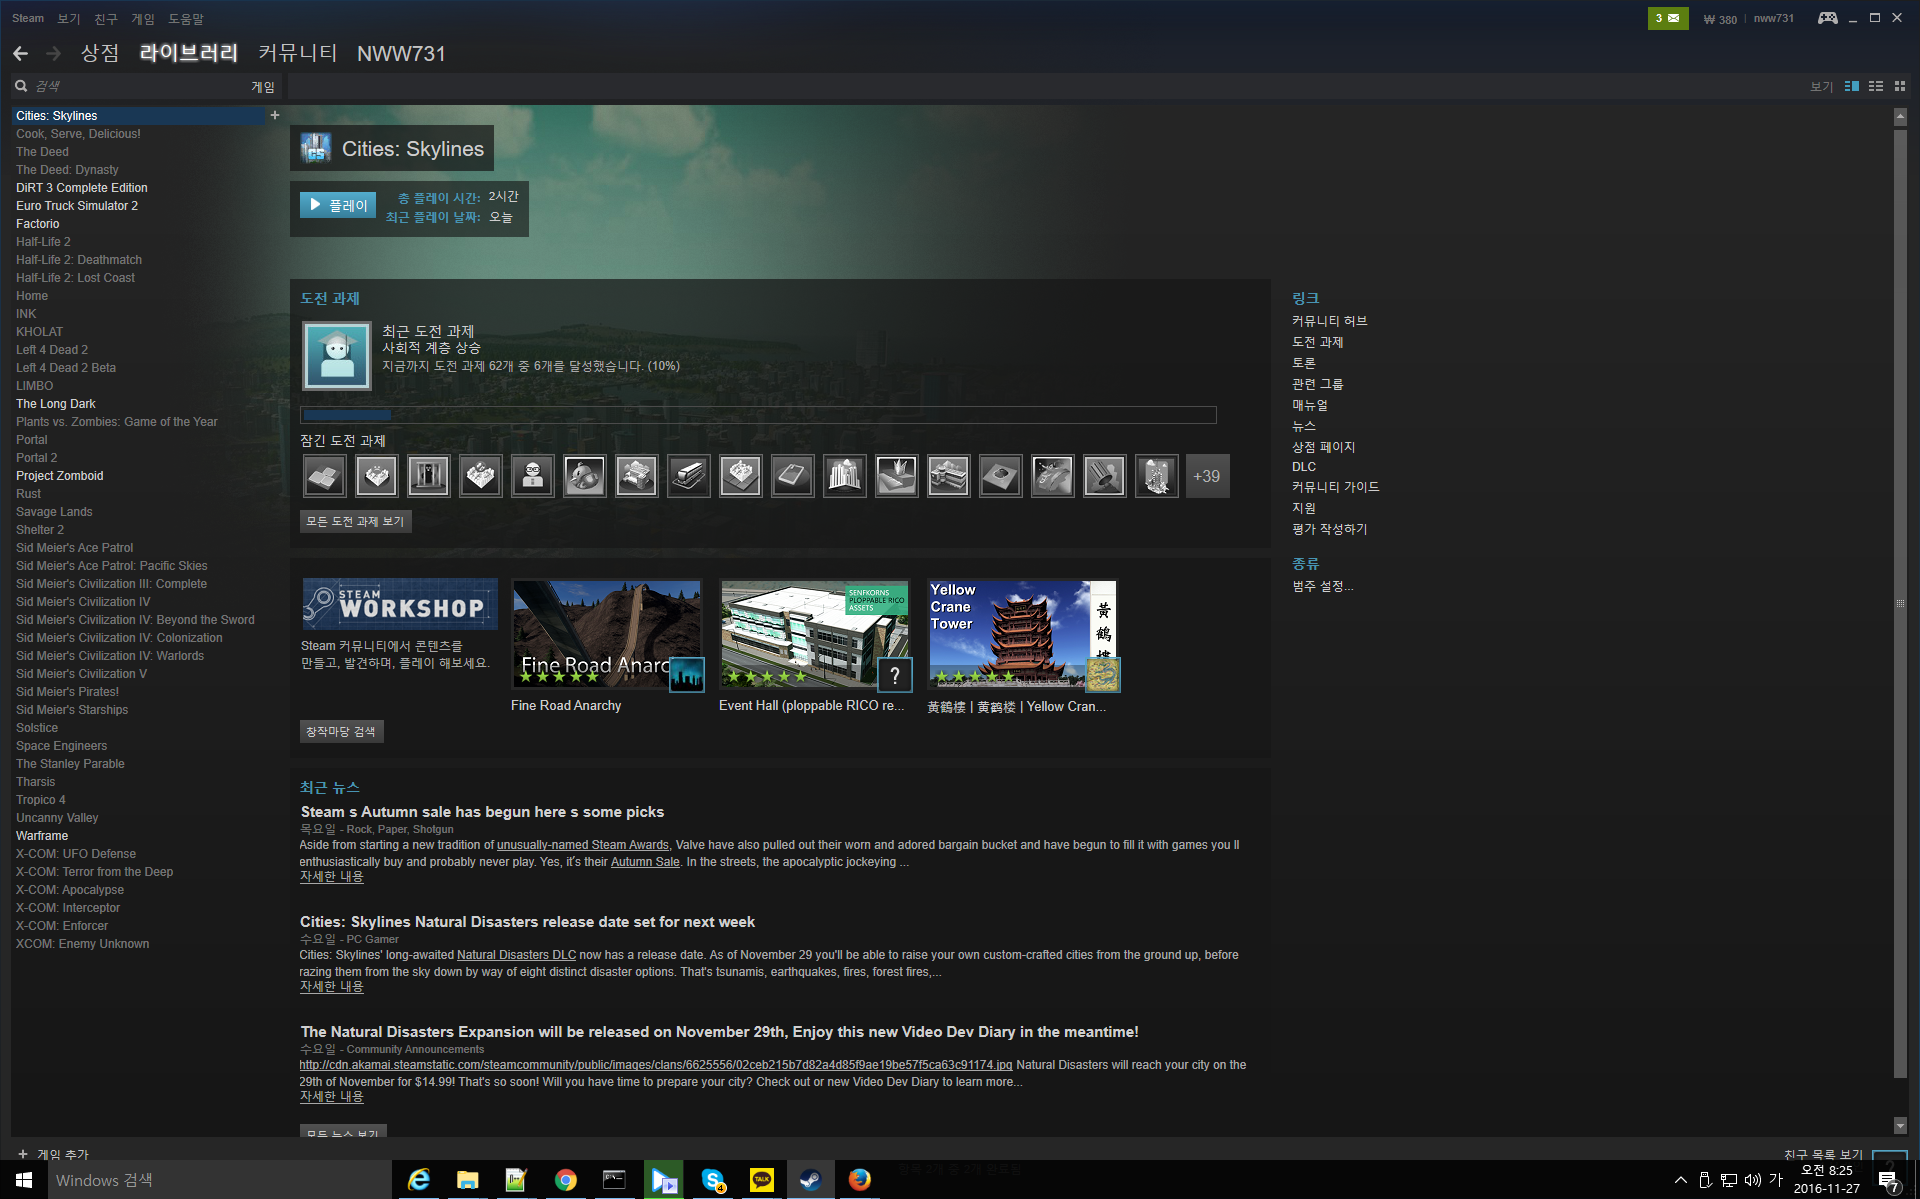 Steam 보기 친구 게임 도움말
3 ₩ 380 nww731
상점 라이브러리 커뮤니티 NWW731
검색 게임 보기
Cities: Skylines
Cook, Serve, Delicious!
The Deed
The Deed: Dynasty
DiRT 3 Complete Edition
Euro Truck Simulator 2
Factorio
Half-Life 2
Half-Life 2: Deathmatch
Half-Life 2: Lost Coast
Home
INK
KHOLAT
Left 4 Dead 2
Left 4 Dead 2 Beta
LIMBO
The Long Dark
Plants vs. Zombies: Game of the Year
Portal
Portal 2
Project Zomboid
Rust
Savage Lands
Shelter 2
Sid Meier's Ace Patrol
Sid Meier's Ace Patrol: Pacific Skies
Sid Meier's Civilization III: Complete
Sid Meier's Civilization IV
Sid Meier's Civilization IV: Beyond the Sword
Sid Meier's Civilization IV: Colonization
Sid Meier's Civilization IV: Warlords
Sid Meier's Civilization V
Sid Meier's Pirates!
Sid Meier's Starships
Solstice
Space Engineers
The Stanley Parable
Tharsis
Tropico 4
Uncanny Valley
Warframe
X-COM: UFO Defense
X-COM: Terror from the Deep
X-COM: Apocalypse
X-COM: Interceptor
X-COM: Enforcer
XCOM: Enemy Unknown
+ 게임 추가
CS Cities: Skylines
플레이
총 플레이 시간: 2시간
최근 플레이 날짜: 오늘
도전 과제
최근 도전 과제
사회적 계층 상승
지금까지 도전 과제 62개 중 6개를 달성했습니다. (10%)
잠긴 도전 과제
+39
모든 도전 과제 보기
STEAM
WORKSHOP
Steam 커뮤니티에서 콘텐츠를
만들고, 발견하며, 플레이 해보세요.
창작마당 검색
Fine Road Anarc
Fine Road Anarchy
SENFKORNS
PLOPPABLE RICO
ASSETS
?
Event Hall (ploppable RICO re...
Yellow
Crane
Tower
黃鶴樓
黃鶴樓 | 黄鹤楼 | Yellow Cran...
최근 뉴스
Steam s Autumn sale has begun here s some picks
목요일 - Rock, Paper, Shotgun
Aside from starting a new tradition of unusually-named Steam Awards, Valve have also pulled out their worn and adored bargain bucket and have begun to fill it with games you ll
enthusiastically buy and probably never play. Yes, it's their Autumn Sale. In the streets, the apocalyptic jockeying ...
자세한 내용
Cities: Skylines Natural Disasters release date set for next week
수요일 - PC Gamer
Cities: Skylines' long-awaited Natural Disasters DLC now has a release date. As of November 29 you'll be able to raise your own custom-crafted cities from the ground up, before
razing them from the sky down by way of eight distinct disaster options. That's tsunamis, earthquakes, fires, forest fires,...
자세한 내용
The Natural Disasters Expansion will be released on November 29th, Enjoy this new Video Dev Diary in the meantime!
수요일 - Community Announcements
http://cdn.akamai.steamstatic.com/steamcommunity/public/images/clans/6625556/02ceb215b7d82a4d85f9ae19be57f5ca63c91174.jpg Natural Disasters will reach your city on the
29th of November for $14.99! That's so soon! Will you have time to prepare your city? Check out or new Video Dev Diary to learn more...
자세한 내용
모든 뉴스 보기
링크
커뮤니티 허브
도전 과제
토론
관련 그룹
매뉴얼
뉴스
상점 페이지
DLC
커뮤니티 가이드
지원
평가 작성하기
종류
범주 설정...
친구 목록 보기
Windows 검색
4
TALK
가
오전 8:25
2016-11-27
7